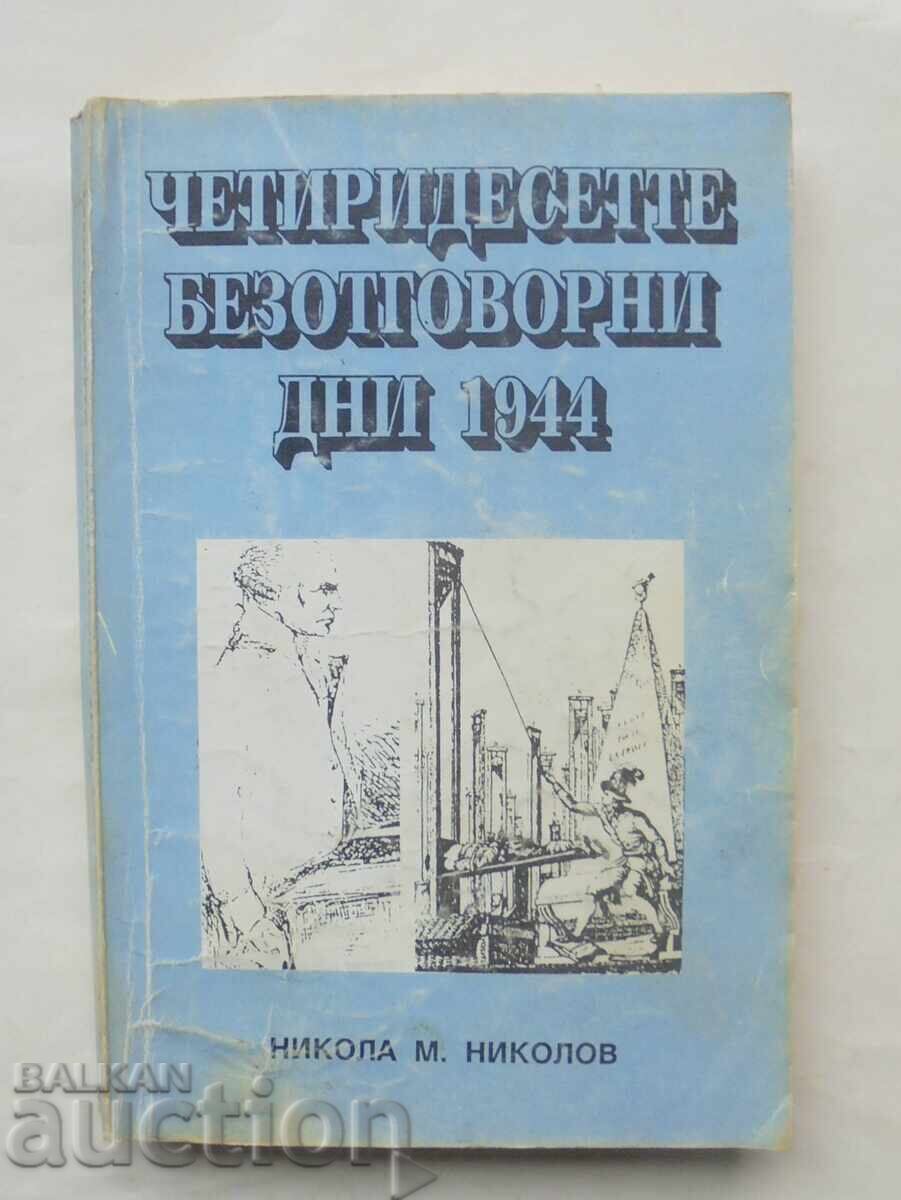 ЧЕТИРИДЕСЕТТЕ
БЕЗОТГОВОРНИ
ДНИ 1944
НИКОЛА М. НИКОЛОВ
BALKAN
auction